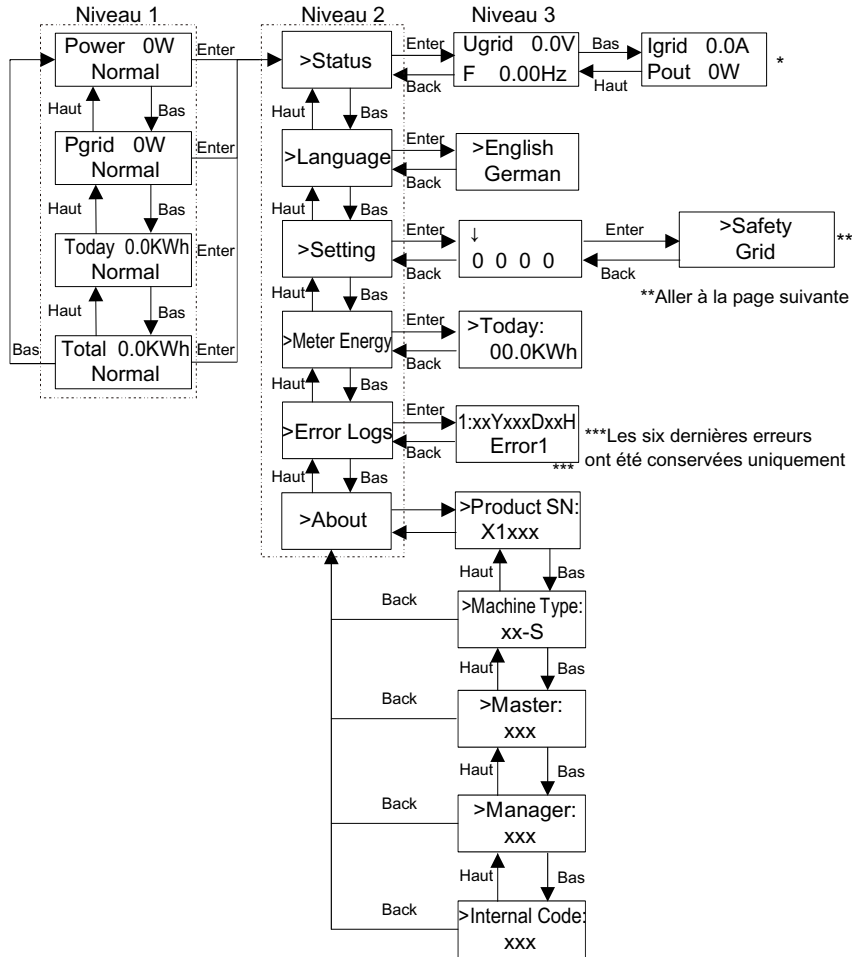 Niveau 1
Niveau 2
Niveau 3
Power 0W
Normal
Enter
>Status
Enter
Back
Ugrid 0.0V
F 0.00Hz
Bas
Haut
Igrid 0.0A
Pout 0W
*
Haut
Bas
Haut
Bas
Pgrid 0W
Normal
Enter
>Language
Enter
Back
>English
German
Haut
Bas
Haut
Bas
Today 0.0KWh
Normal
Enter
>Setting
Enter
Back
↓
0 0 0 0
Enter
Back
>Safety
Grid
**
**Aller à la page suivante
Haut
Bas
Haut
Bas
Bas
Total 0.0KWh
Normal
Enter
>Meter Energy
Enter
Back
>Today:
00.0KWh
Haut
Bas
>Error Logs
Enter
Back
1:xxYxxxDxxH
Error1
***
***Les six dernières erreurs
ont été conservées uniquement
Haut
Bas
>About
>Product SN:
X1xxx
Haut
Bas
Back
>Machine Type:
xx-S
Haut
Bas
Back
>Master:
xxx
Haut
Bas
Back
>Manager:
xxx
Haut
Bas
Back
>Internal Code:
xxx